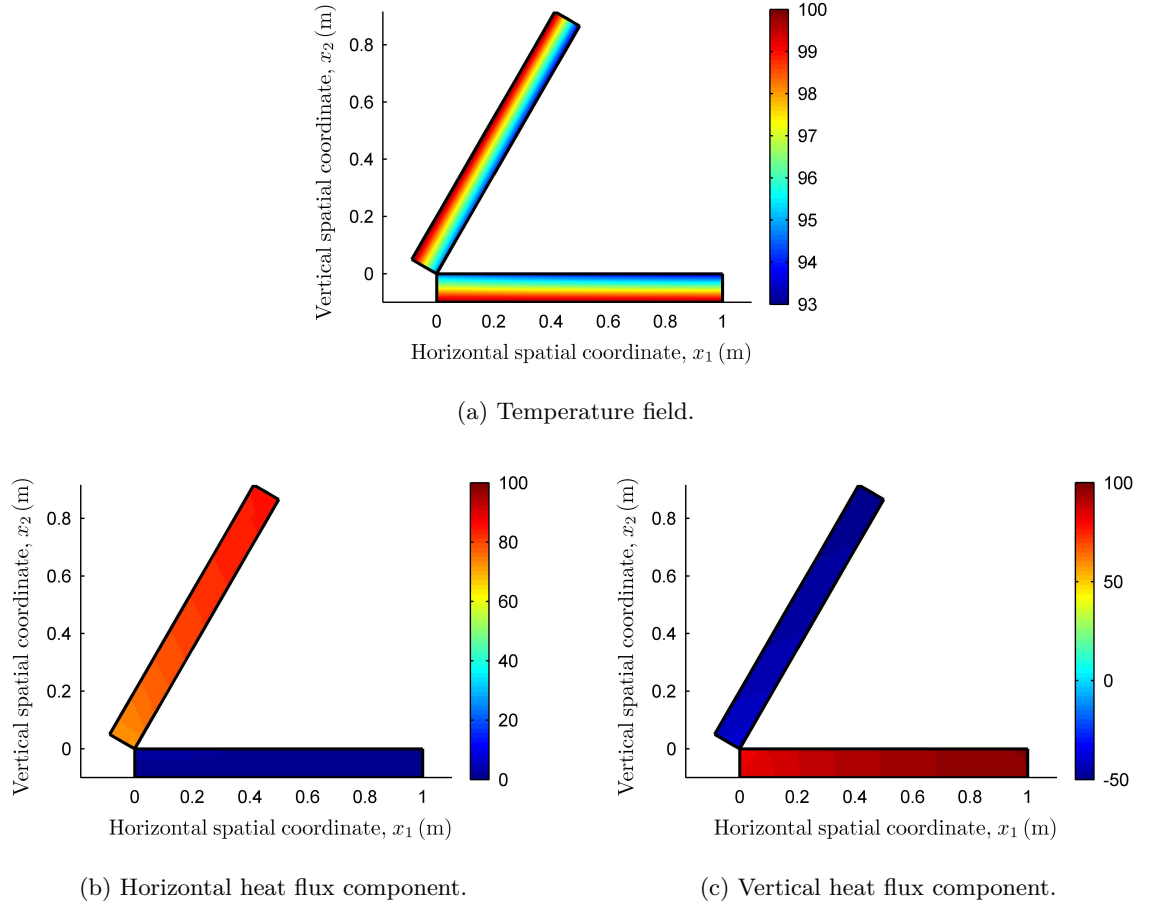 Vertical spatial coordinate, x₂ (m)
0.8
0.6
0.4
0.2
0
0 0.2 0.4 0.6 0.8 1
Horizontal spatial coordinate, x₁ (m)
100
99
98
97
96
95
94
93
(a) Temperature field.
Vertical spatial coordinate, x₂ (m)
0.8
0.6
0.4
0.2
0
0 0.2 0.4 0.6 0.8 1
Horizontal spatial coordinate, x₁ (m)
100
80
60
40
20
0
(b) Horizontal heat flux component.
Vertical spatial coordinate, x₂ (m)
0.8
0.6
0.4
0.2
0
0 0.2 0.4 0.6 0.8 1
Horizontal spatial coordinate, x₁ (m)
100
50
0
-50
(c) Vertical heat flux component.